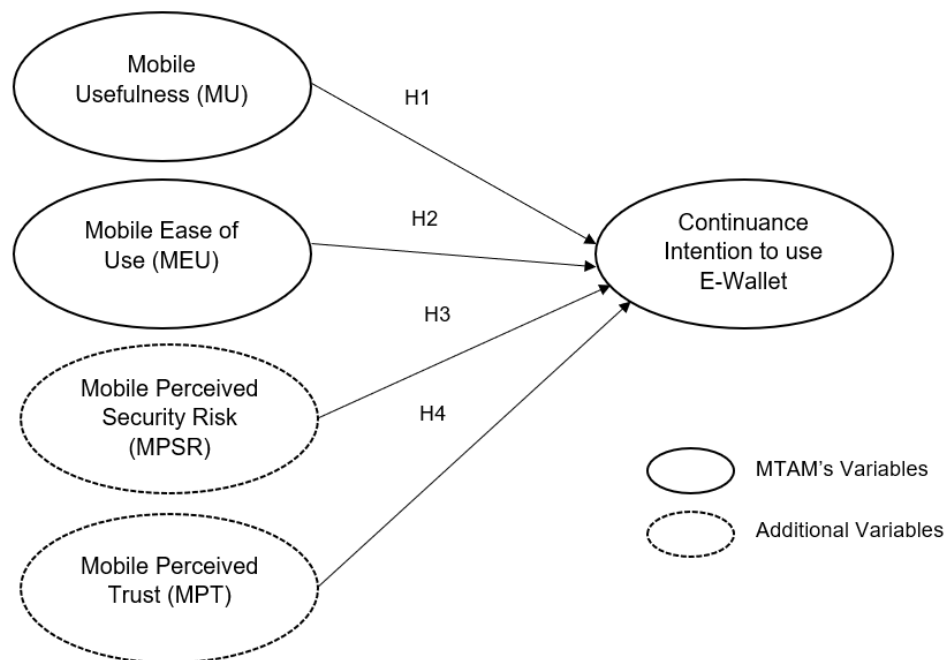 Mobile
Usefulness (MU)
H1
Mobile Ease of
Use (MEU)
H2
Continuance
Intention to use
E-Wallet
H3
Mobile Perceived
Security Risk
(MPSR)
H4
MTAM's Variables
Additional Variables
Mobile Perceived
Trust (MPT)